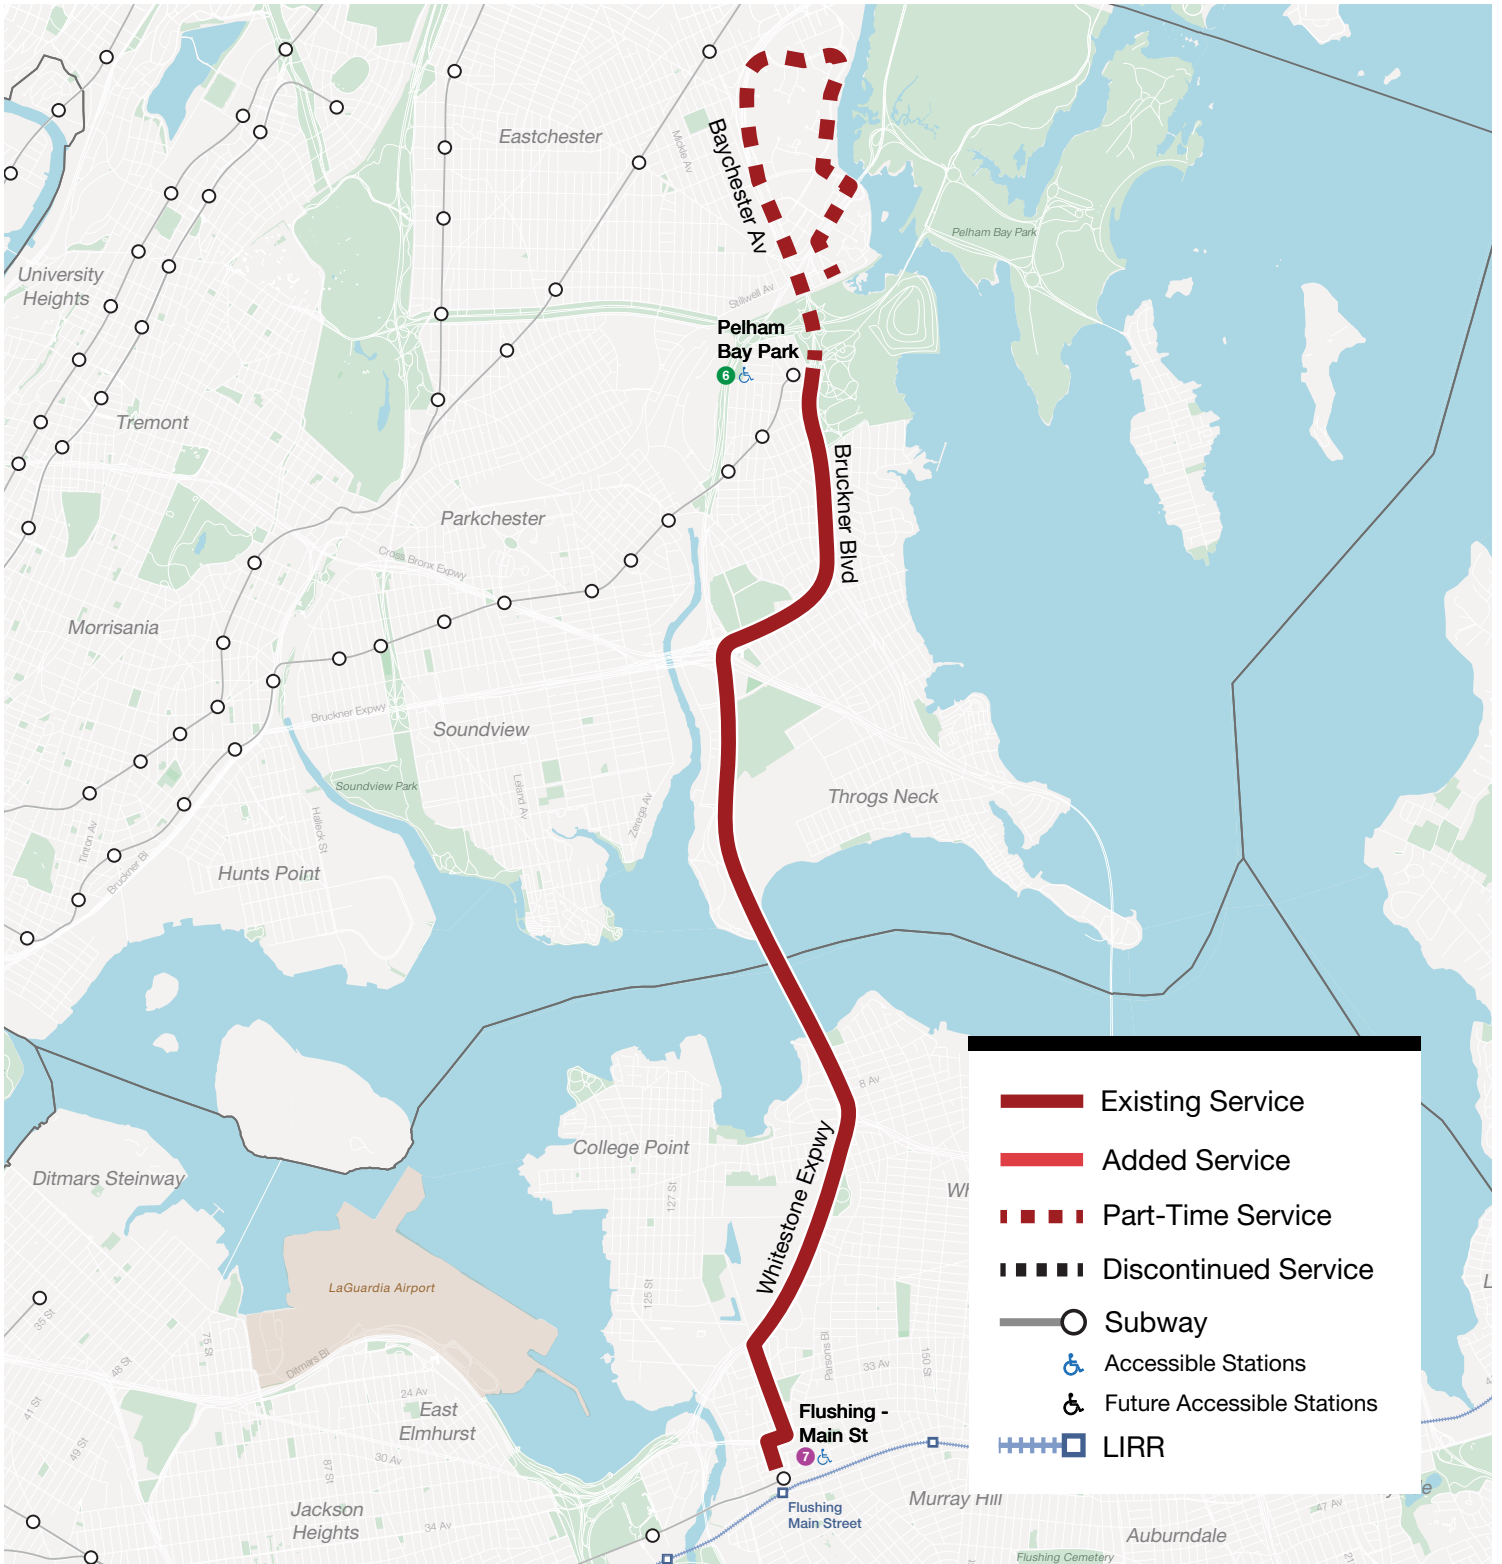 Eastchester
Mickle Av
Baychester Av
Pelham Bay Park
University
Heights
Stillwell Av
Pelham
Bay Park
6
Tremont
Bruckner Blvd
Parkchester
Cross Bronx Expwy
Morrisania
Bruckner Expwy
Soundview
Soundview Park
Leland Av
Zerega Av
Throgs Neck
Halleck St
Tinton Av
Bruckner Bl
Hunts Point
8 Av
College Point
Whitestone Expwy
Ditmars Steinway
127 St
Wh
LaGuardia Airport
125 St
35 St
75 St
48 St
Ditmars Bl
Parsons Bl
33 Av
150 St
24 Av
41 St
East
Elmhurst
Flushing -
Main St
7
49 St
30 Av
87 St
Flushing
Main Street
Murray Hill
Jackson
Heights
34 Av
47 Av
Auburndale
Flushing Cemetery
21
Existing Service
Added Service
Part-Time Service
Discontinued Service
Subway
Accessible Stations
Future Accessible Stations
LIRR